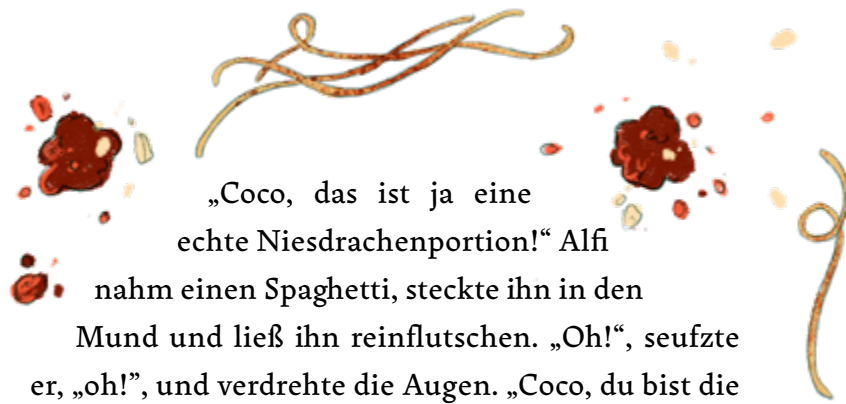 „Coco, das ist ja eine
echte Niesdrachenportion!“ Alfi
nahm einen Spaghetti, steckte ihn in den
Mund und ließ ihn reinflutschen. „Oh!“, seufzte
er, „oh!”, und verdrehte die Augen. „Coco, du bist die